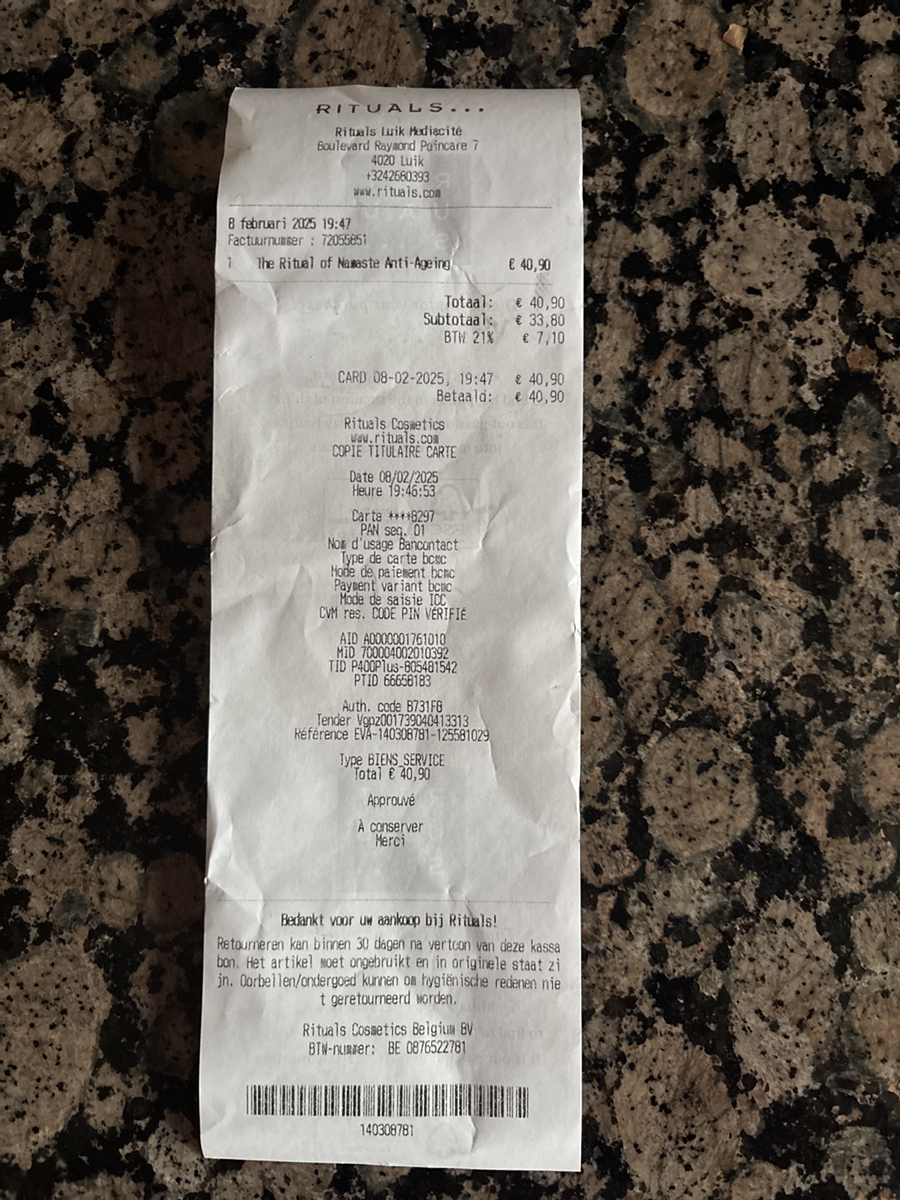 RITUALS...
Rituals Luik Mediacité
Boulevard Raymond Poincare 7
4020 Luik
+3242680393
www.rituals.com
8 februari 2025 19:47
Factuurnummer : 72055851
1 The Ritual of Namaste Anti-Ageing € 40,90
Totaal: € 40,90
Subtotaal: € 33,80
BTW 21% € 7,10
CARD 08-02-2025, 19:47 € 40,90
Betaald: € 40,90
Rituals Cosmetics
www.rituals.com
COPIE TITULAIRE CARTE
Date 08/02/2025
Heure 19:46:53
Carte ****8297
PAN seq. 01
Nom d'usage Bancontact
Type de carte bcmc
Mode de paiement bcmc
Payment variant bcmc
Mode de saisie ICC
CVM res. CODE PIN VÉRIFIÉ
AID A0000001761010
MID 700004002010392
TID P400Plus-805481542
PTID 66658183
Auth. code B731F8
Tender Vgpz001739040413313
Référence EVA-140308781-125581029
Type BIENS_SERVICE
Total € 40,90
Approuvé
À conserver
Merci
Bedankt voor uw aankoop bij Rituals!
Retourneren kan binnen 30 dagen na vertoon van deze kassa
bon. Het artikel moet ongebruikt en in originele staat zi
jn. Oorbellen/ondergoed kunnen om hygiënische redenen nie
t geretourneerd worden.
Rituals Cosmetics Belgium BV
BTW-nummer: BE 0876522781
140308781